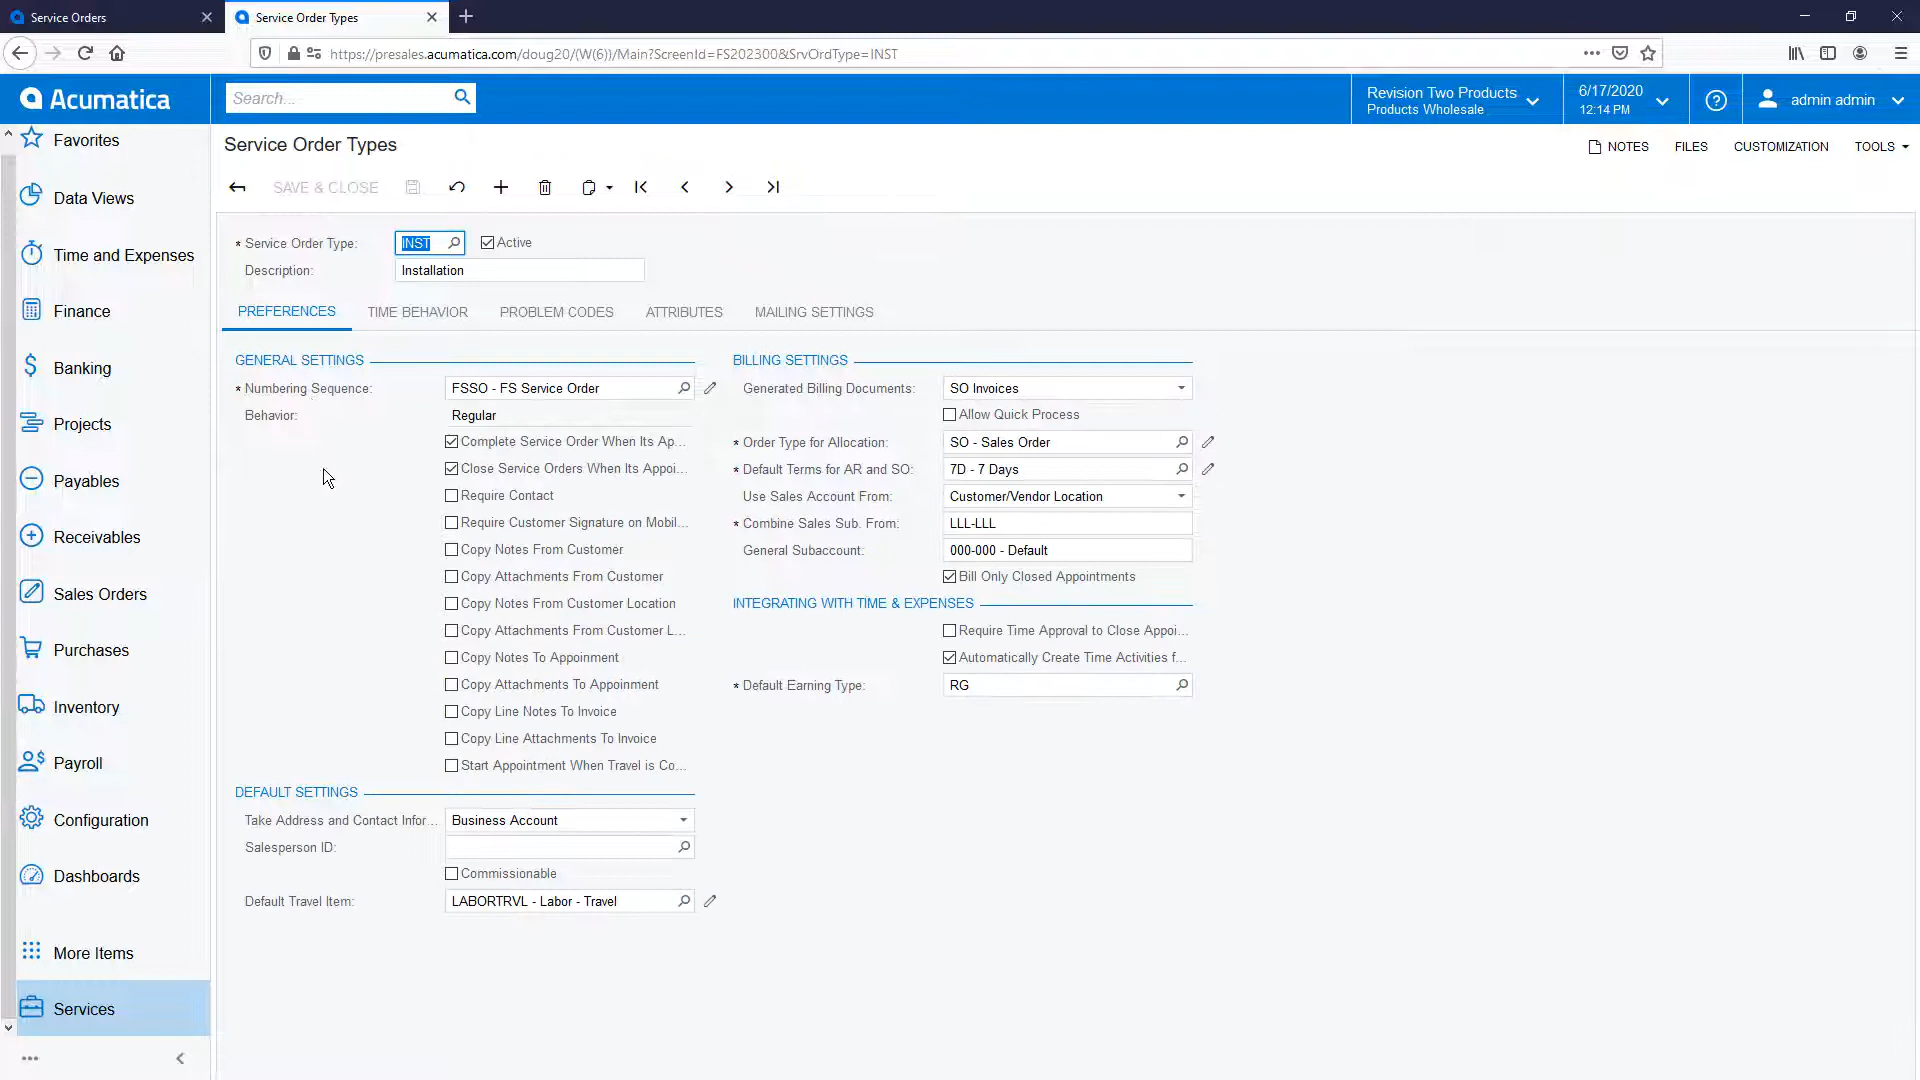 Service Orders
Service Order Types
https://presales.acumatica.com/doug20/(W(6))/Main?ScreenId=FS202300&SrvOrdType=INST
Acumatica
Search...
Revision Two Products
Products Wholesale
6/17/2020
12:14 PM
admin admin
Favorites
Data Views
Time and Expenses
Finance
Banking
Projects
Payables
Receivables
Sales Orders
Purchases
Inventory
Payroll
Configuration
Dashboards
More Items
Services
Service Order Types
NOTES
FILES
CUSTOMIZATION
TOOLS
SAVE & CLOSE
* Service Order Type: INST Active
Description: Installation
PREFERENCES
TIME BEHAVIOR
PROBLEM CODES
ATTRIBUTES
MAILING SETTINGS
GENERAL SETTINGS
* Numbering Sequence: FSSO - FS Service Order
Behavior: Regular
Complete Service Order When Its Ap...
Close Service Orders When Its Appoi...
Require Contact
Require Customer Signature on Mobil...
Copy Notes From Customer
Copy Attachments From Customer
Copy Notes From Customer Location
Copy Attachments From Customer L...
Copy Notes To Appoinment
Copy Attachments To Appoinment
Copy Line Notes To Invoice
Copy Line Attachments To Invoice
Start Appointment When Travel is Co...
DEFAULT SETTINGS
Take Address and Contact Infor... Business Account
Salesperson ID:
Commissionable
Default Travel Item: LABORTRVL - Labor - Travel
BILLING SETTINGS
Generated Billing Documents: SO Invoices
Allow Quick Process
* Order Type for Allocation: SO - Sales Order
* Default Terms for AR and SO: 7D - 7 Days
Use Sales Account From: Customer/Vendor Location
* Combine Sales Sub. From: LLL-LLL
General Subaccount: 000-000 - Default
Bill Only Closed Appointments
INTEGRATING WITH TIME & EXPENSES
Require Time Approval to Close Appoi...
Automatically Create Time Activities f...
* Default Earning Type: RG